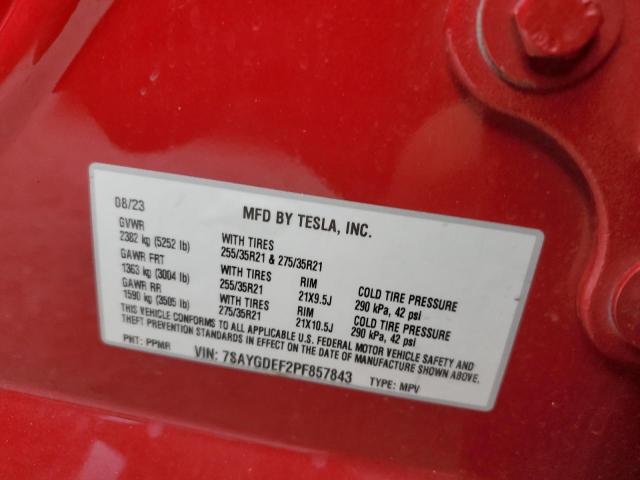 08/23 MFD BY TESLA, INC.
GVWR
2382 kg (5252 lb) WITH TIRES
255/35R21 & 275/35R21
GAWR FRT WITH TIRES RIM COLD TIRE PRESSURE
1363 kg (3004 lb) 255/35R21 21X9.5J 290 kPa, 42 psi
GAWR RR WITH TIRES RIM COLD TIRE PRESSURE
1590 kg (3505 lb) 275/35R21 21X10.5J 290 kPa, 42 psi
THIS VEHICLE CONFORMS TO ALL APPLICABLE U.S. FEDERAL MOTOR VEHICLE SAFETY AND
THEFT PREVENTION STANDARDS IN EFFECT ON THE DATE OF MANUFACTURE SHOWN ABOVE.
PNT: PPMR VIN: 7SAYGDEF2PF857843 TYPE: MPV